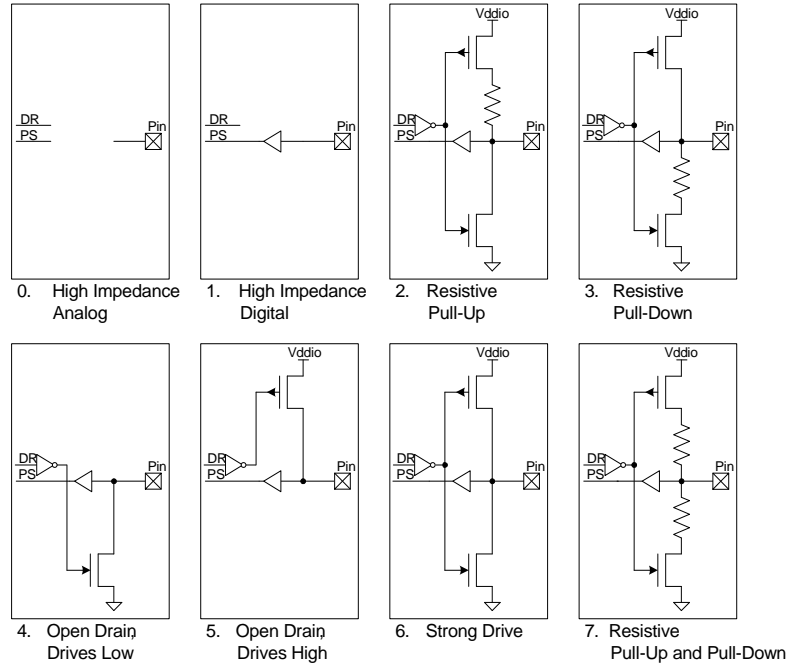 DR
PS
Pin
0. High Impedance
Analog
DR
PS
Pin
1. High Impedance
Digital
Vddio
DR
PS
Pin
2. Resistive
Pull-Up
Vddio
DR
PS
Pin
3. Resistive
Pull-Down
DR
PS
Pin
4. Open Drain,
Drives Low
Vddio
DR
PS
Pin
5. Open Drain,
Drives High
Vddio
DR
PS
Pin
6. Strong Drive
Vddio
DR
PS
Pin
7. Resistive
Pull-Up and Pull-Down